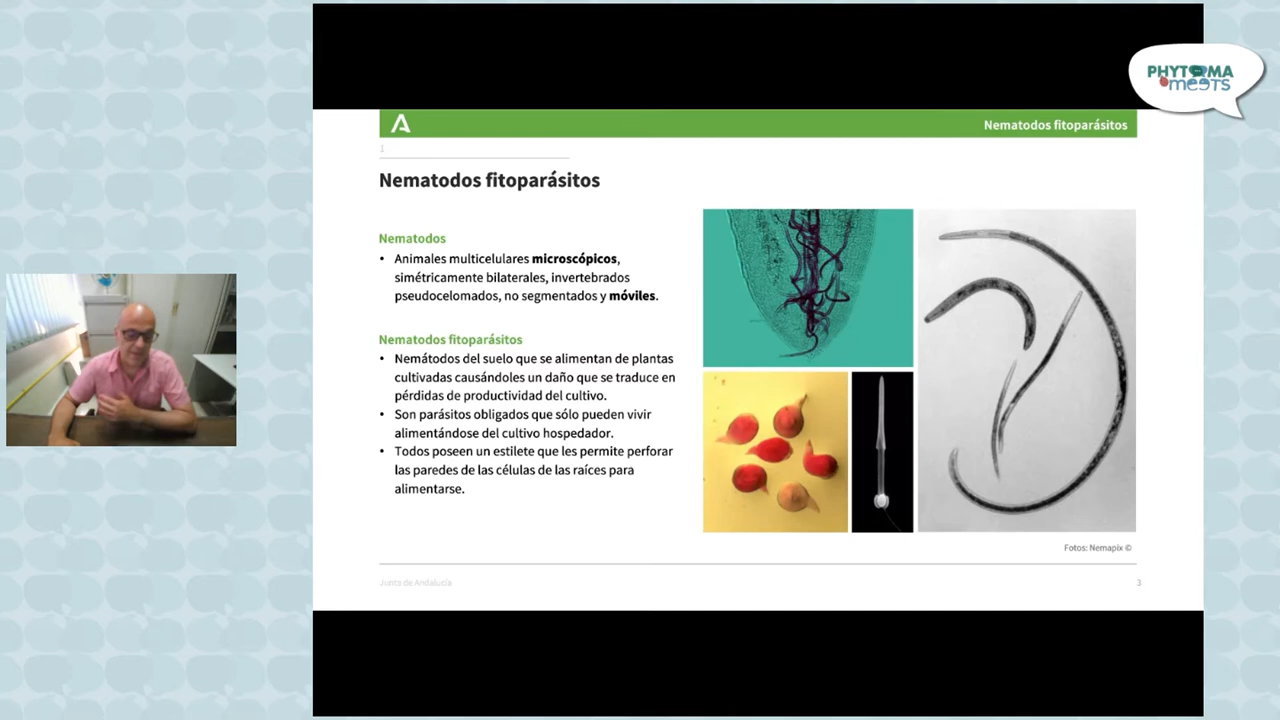 PHYTOMA
meets
Nematodos fitoparásitos
1
Nematodos fitoparásitos
Nematodos
• Animales multicelulares microscópicos,
simétricamente bilaterales, invertebrados
pseudocelomados, no segmentados y móviles.
Nematodos fitoparásitos
• Nemátodos del suelo que se alimentan de plantas
cultivadas causándoles un daño que se traduce en
pérdidas de productividad del cultivo.
• Son parásitos obligados que sólo pueden vivir
alimentándose del cultivo hospedador.
• Todos poseen un estilete que les permite perforar
las paredes de las células de las raíces para
alimentarse.
Fotos: Nemapix ©
Junta de Andalucía
3